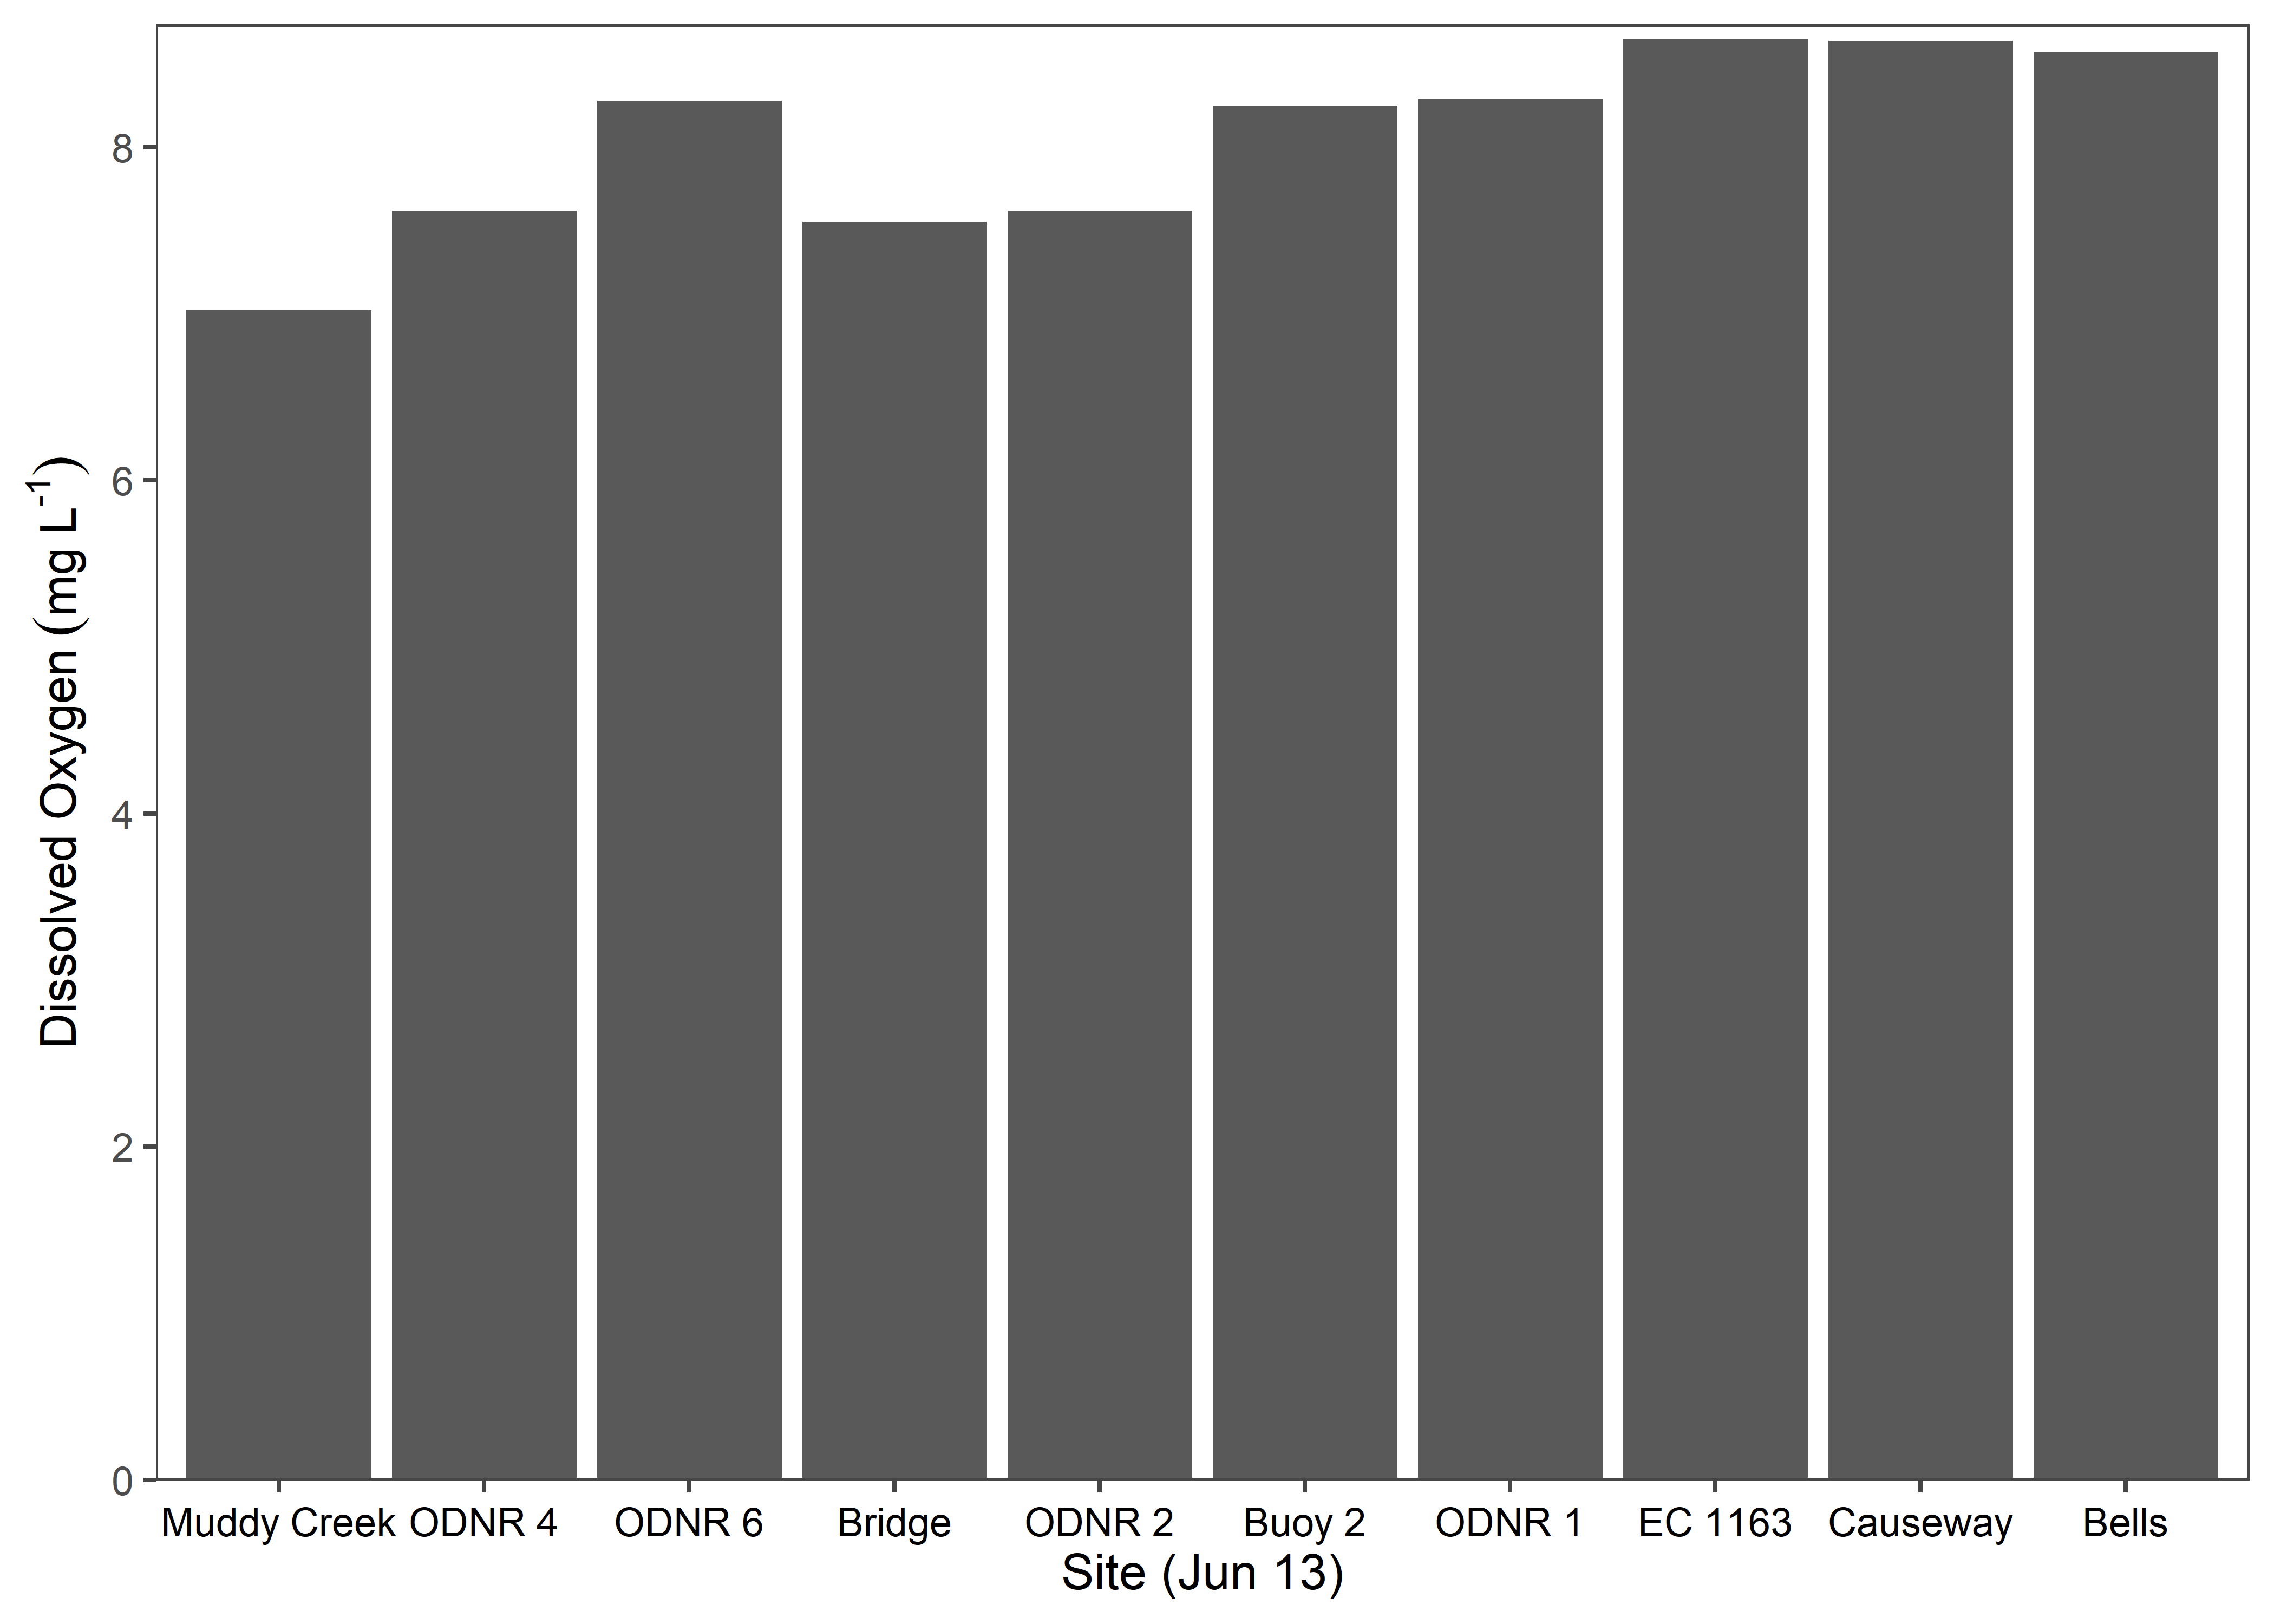 Dissolved Oxygen (mg L-1)
8
6
4
2
0
Muddy Creek ODNR 4 ODNR 6 Bridge ODNR 2 Buoy 2 ODNR 1 EC 1163 Causeway Bells
Site (Jun 13)